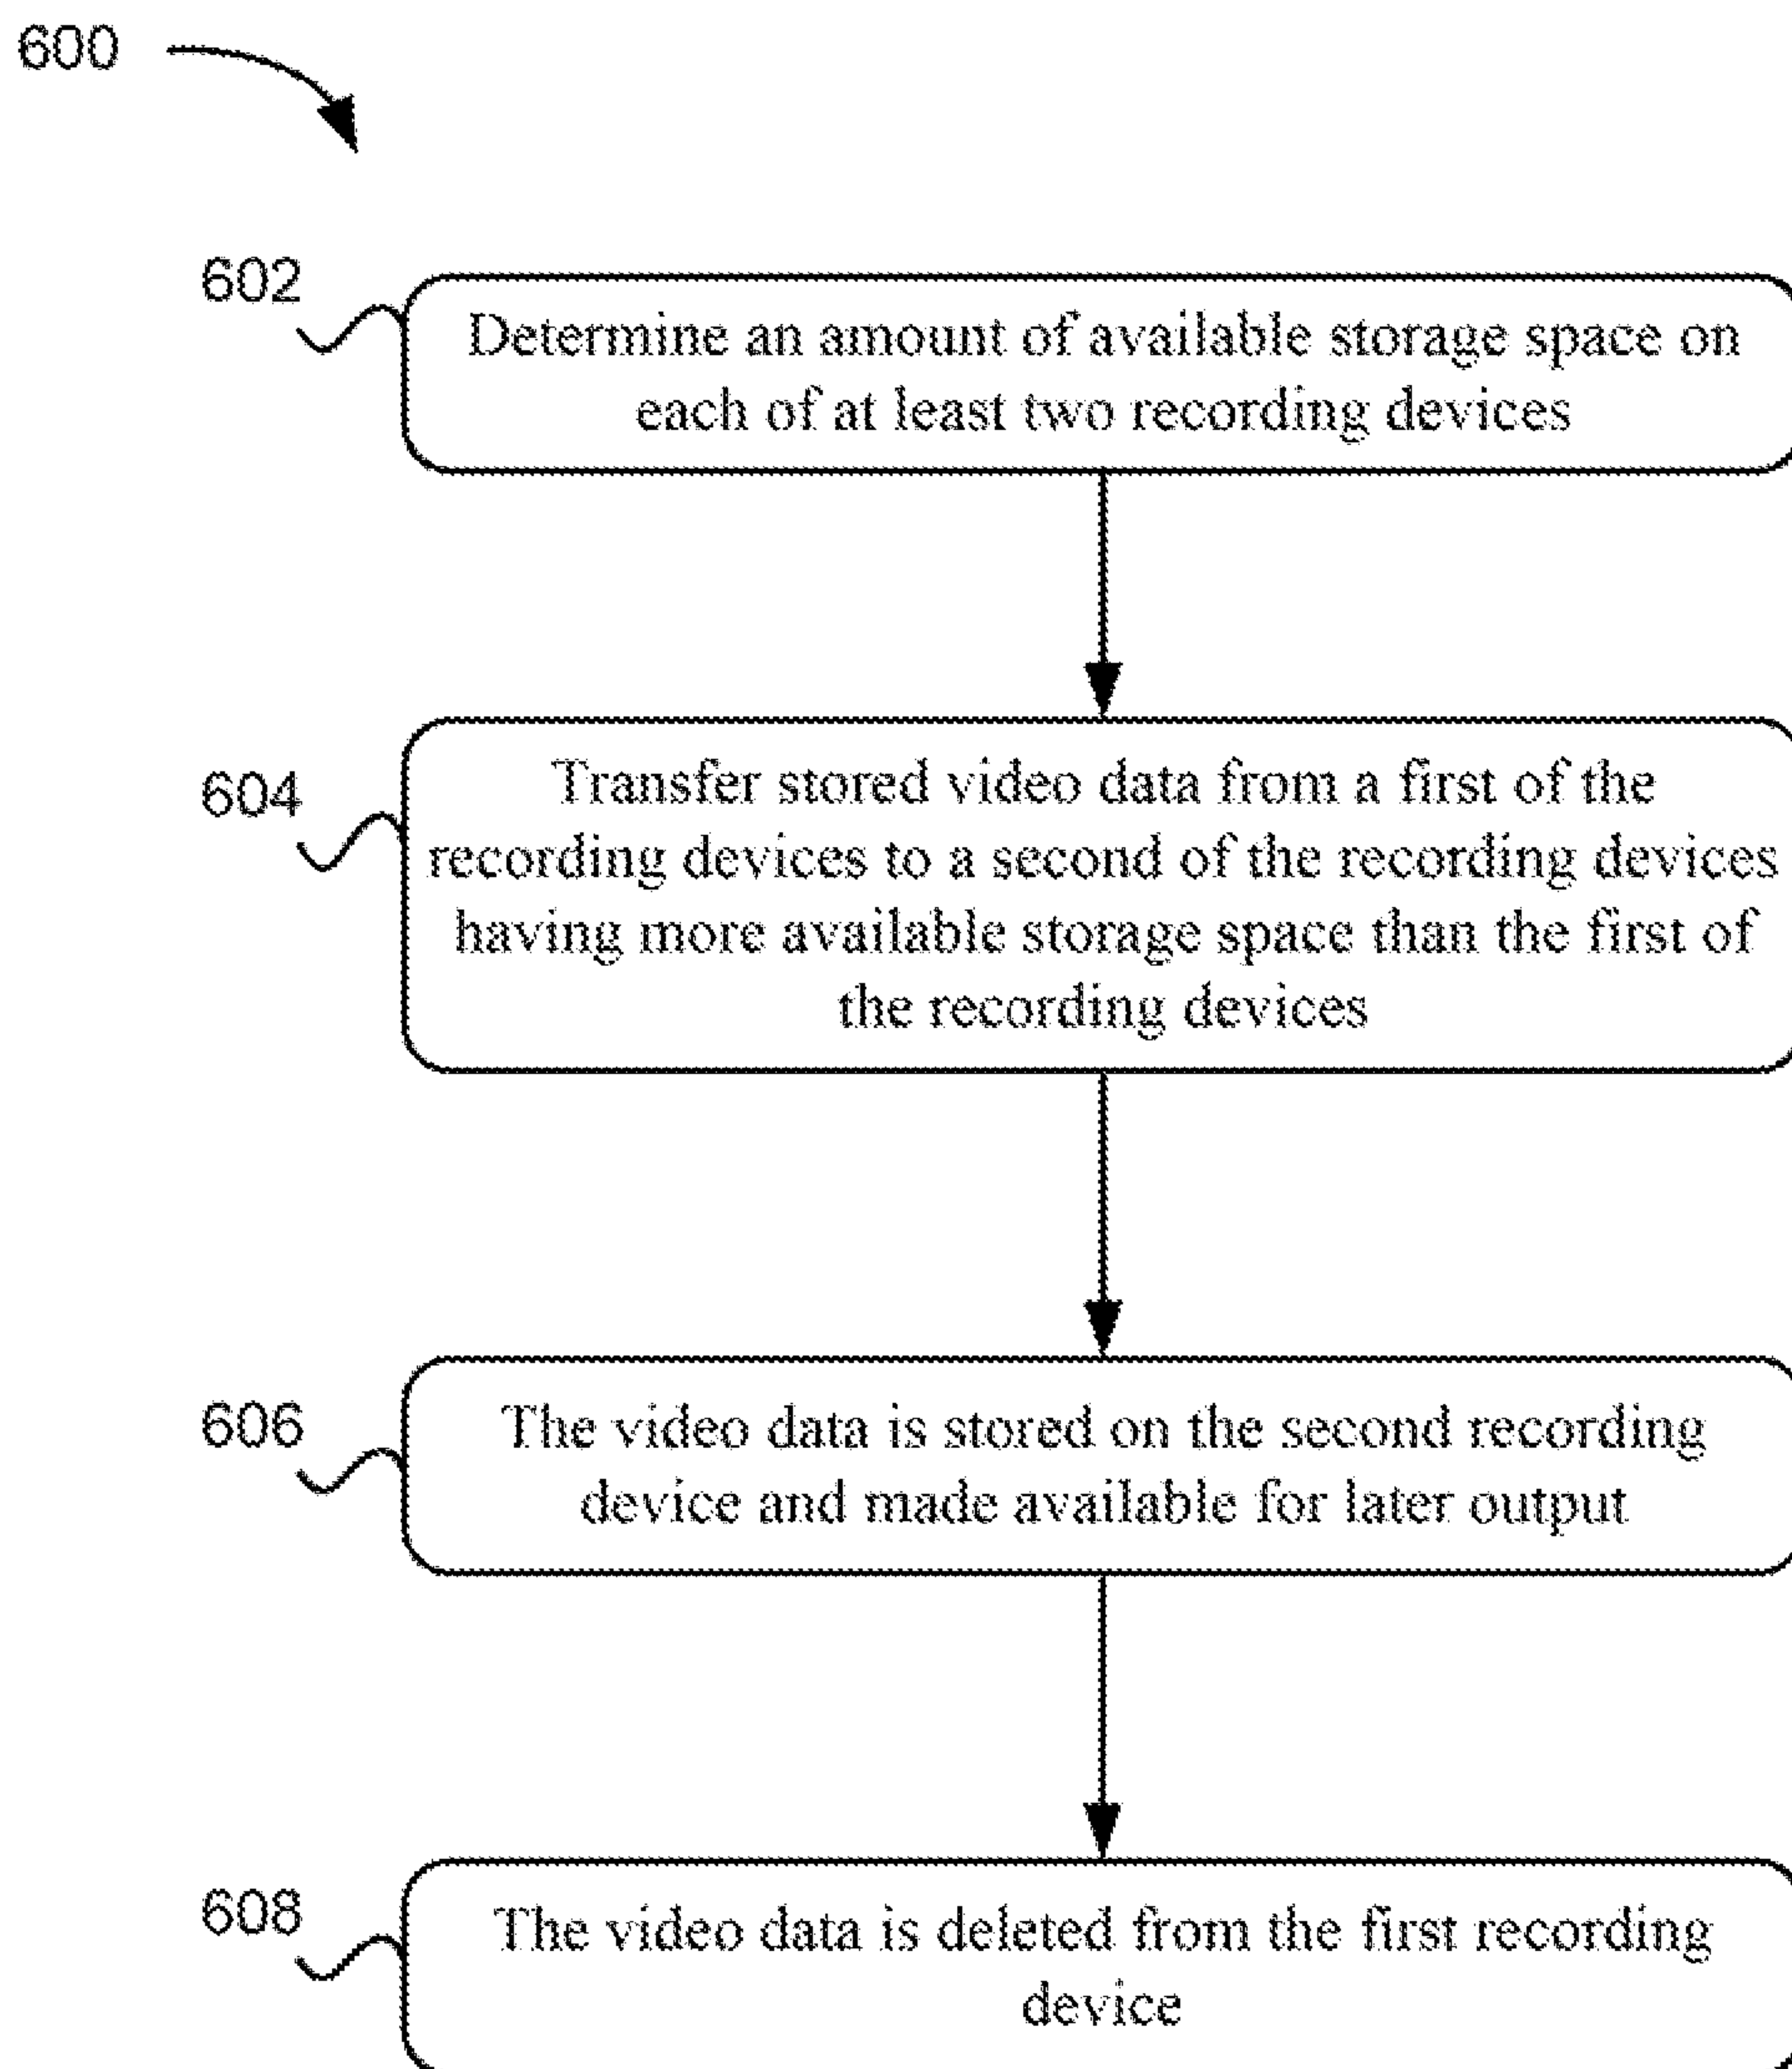 600
602
Determine an amount of available storage space on
each of at least two recording devices
604
Transfer stored video data from a first of the
recording devices to a second of the recording devices
having more available storage space than the first of
the recording devices
606
The video data is stored on the second recording
device and made available for later output
608
The video data is deleted from the first recording
device